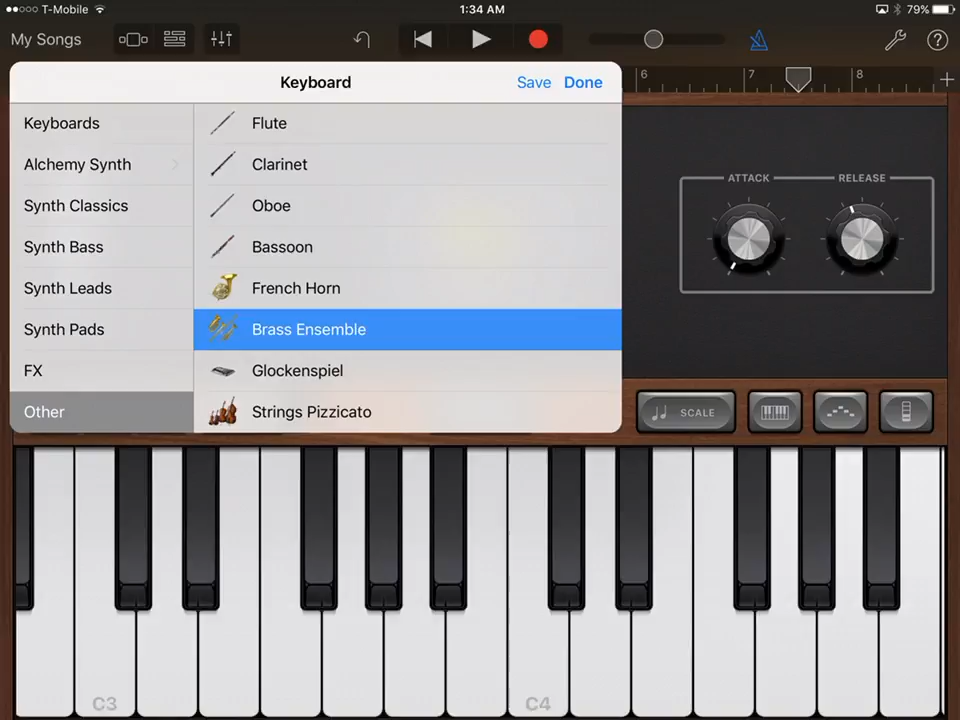 T-Mobile 1:34 AM 79%
My Songs
6 7 8
Keyboard Save Done
Keyboards
Alchemy Synth
Synth Classics
Synth Bass
Synth Leads
Synth Pads
FX
Other
Flute
Clarinet
Oboe
Bassoon
French Horn
Brass Ensemble
Glockenspiel
Strings Pizzicato
ATTACK RELEASE
SCALE
C3 C4